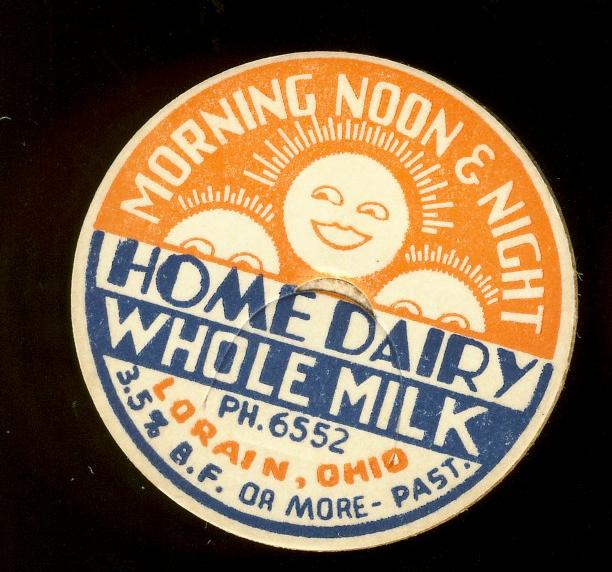 MORNING NOON & NIGHT
HOME DAIRY
WHOLE MILK
PH. 6552
LORAIN, OHIO
3.5% B.F. OR MORE - PAST.